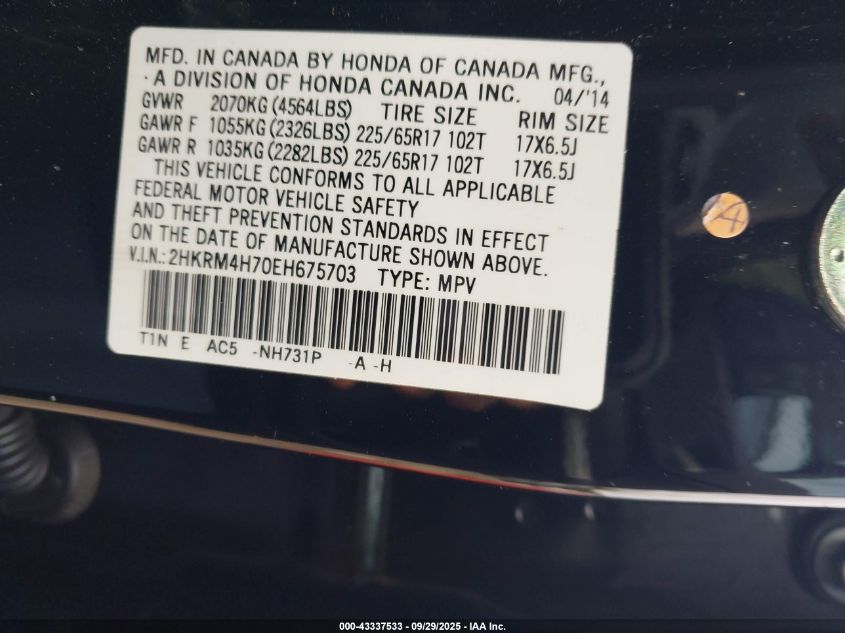 MFD. IN CANADA BY HONDA OF CANADA MFG.,
-A DIVISION OF HONDA CANADA INC. 04/'14
GVWR 2070KG(4564LBS) TIRE SIZE RIM SIZE
GAWR F 1055KG(2326LBS) 225/65R17 102T 17X6.5J
GAWR R 1035KG(2282LBS) 225/65R17 102T 17X6.5J
THIS VEHICLE CONFORMS TO ALL APPLICABLE
FEDERAL MOTOR VEHICLE SAFETY
AND THEFT PREVENTION STANDARDS IN EFFECT
ON THE DATE OF MANUFACTURE SHOWN ABOVE.
V.I.N.: 2HKRM4H70EH675703 TYPE: MPV
T1N E AC5 -NH731P -A -H
A
000-43337533 - 09/29/2025 - IAA Inc.